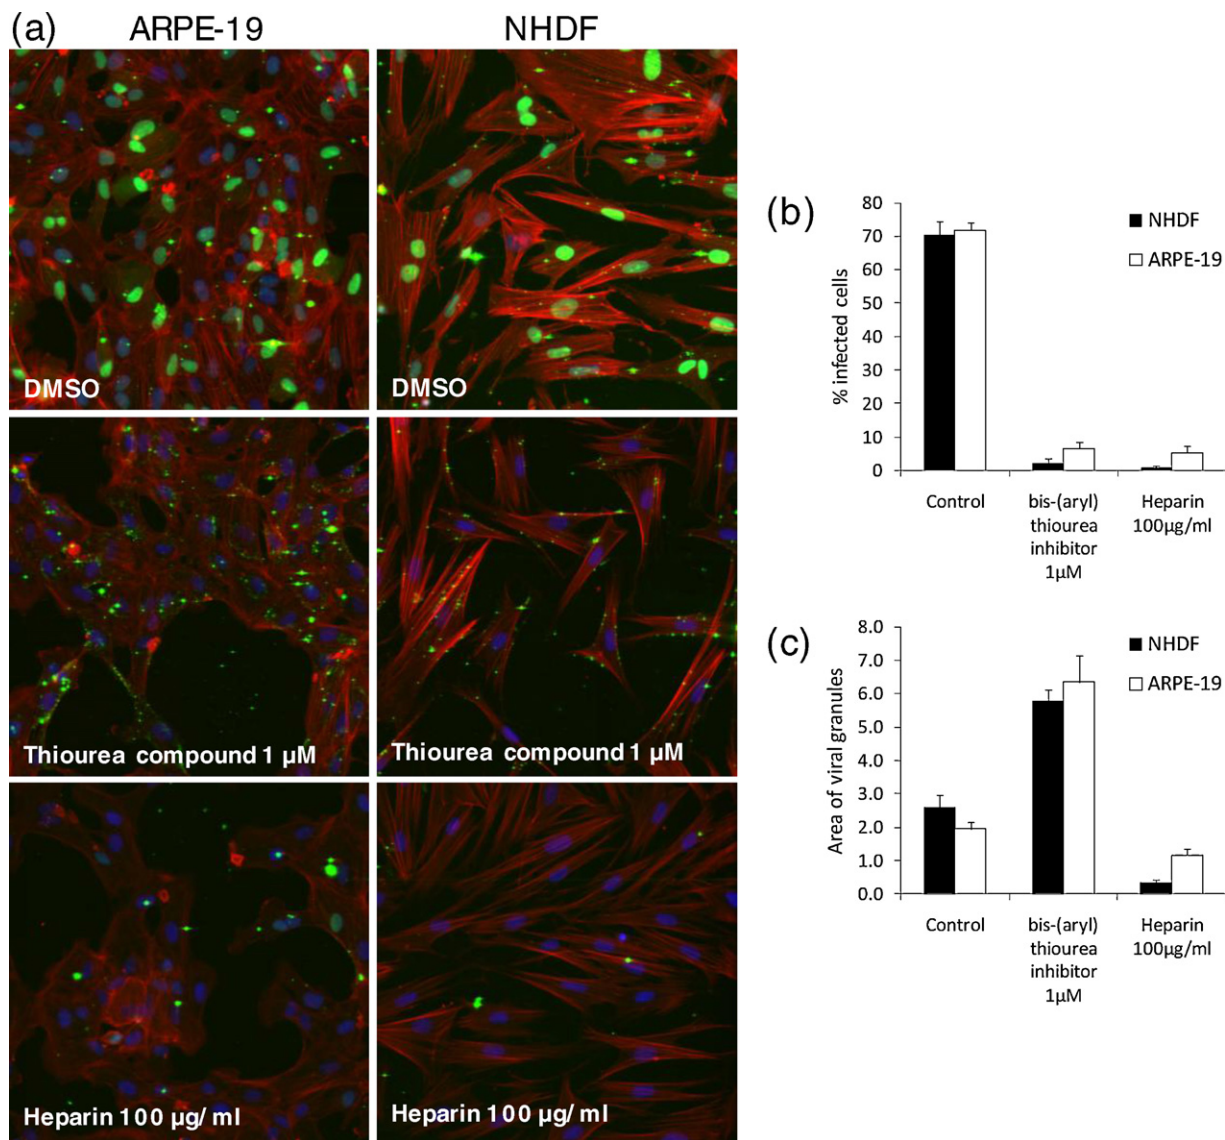 (a) ARPE-19 NHDF
DMSO DMSO
Thiourea compound 1 µM Thiourea compound 1 µM
Heparin 100 µg/ ml Heparin 100 µg/ ml
(b)
80
70
60
50
40
30
20
10
0
% infected cells
NHDF
ARPE-19
Control
bis-(aryl)
thiourea
inhibitor
1µM
Heparin
100µg/ml
(c)
8.0
7.0
6.0
5.0
4.0
3.0
2.0
1.0
0.0
Area of viral granules
NHDF
ARPE-19
Control
bis-(aryl)
thiourea
inhibitor
1µM
Heparin
100µg/ml